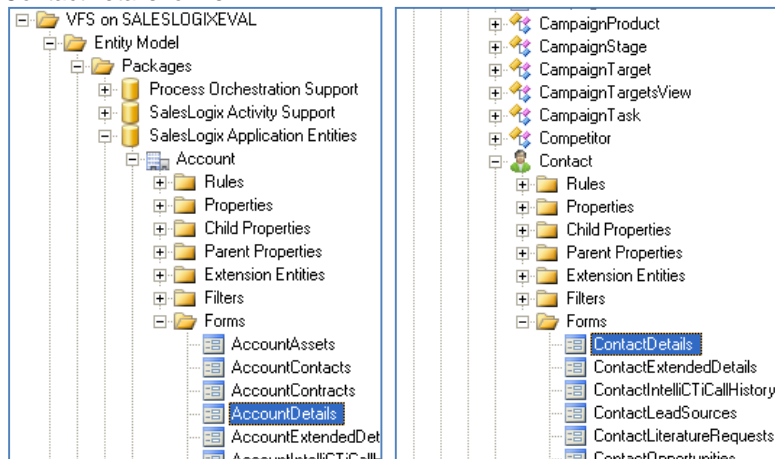 VFS on SALESLOGIXEVAL
Entity Model
Packages
Process Orchestration Support
SalesLogix Activity Support
SalesLogix Application Entities
Account
Rules
Properties
Child Properties
Parent Properties
Extension Entities
Filters
Forms
AccountAssets
AccountContacts
AccountContracts
AccountDetails
AccountExtendedDet
CampaignProduct
CampaignStage
CampaignTarget
CampaignTargetsView
CampaignTask
Competitor
Contact
Rules
Properties
Child Properties
Parent Properties
Extension Entities
Filters
Forms
ContactDetails
ContactExtendedDetails
ContactIntelliCTiCallHistory
ContactLeadSources
ContactLiteratureRequests
ContactOpportunities